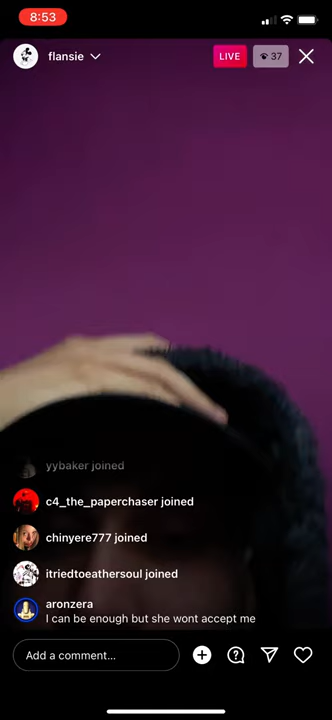 8:53
flansie
LIVE
37
yybaker joined
c4_the_paperchaser joined
chinyere777 joined
itriedtoeathersoul joined
aronzera
I can be enough but she wont accept me
Add a comment...